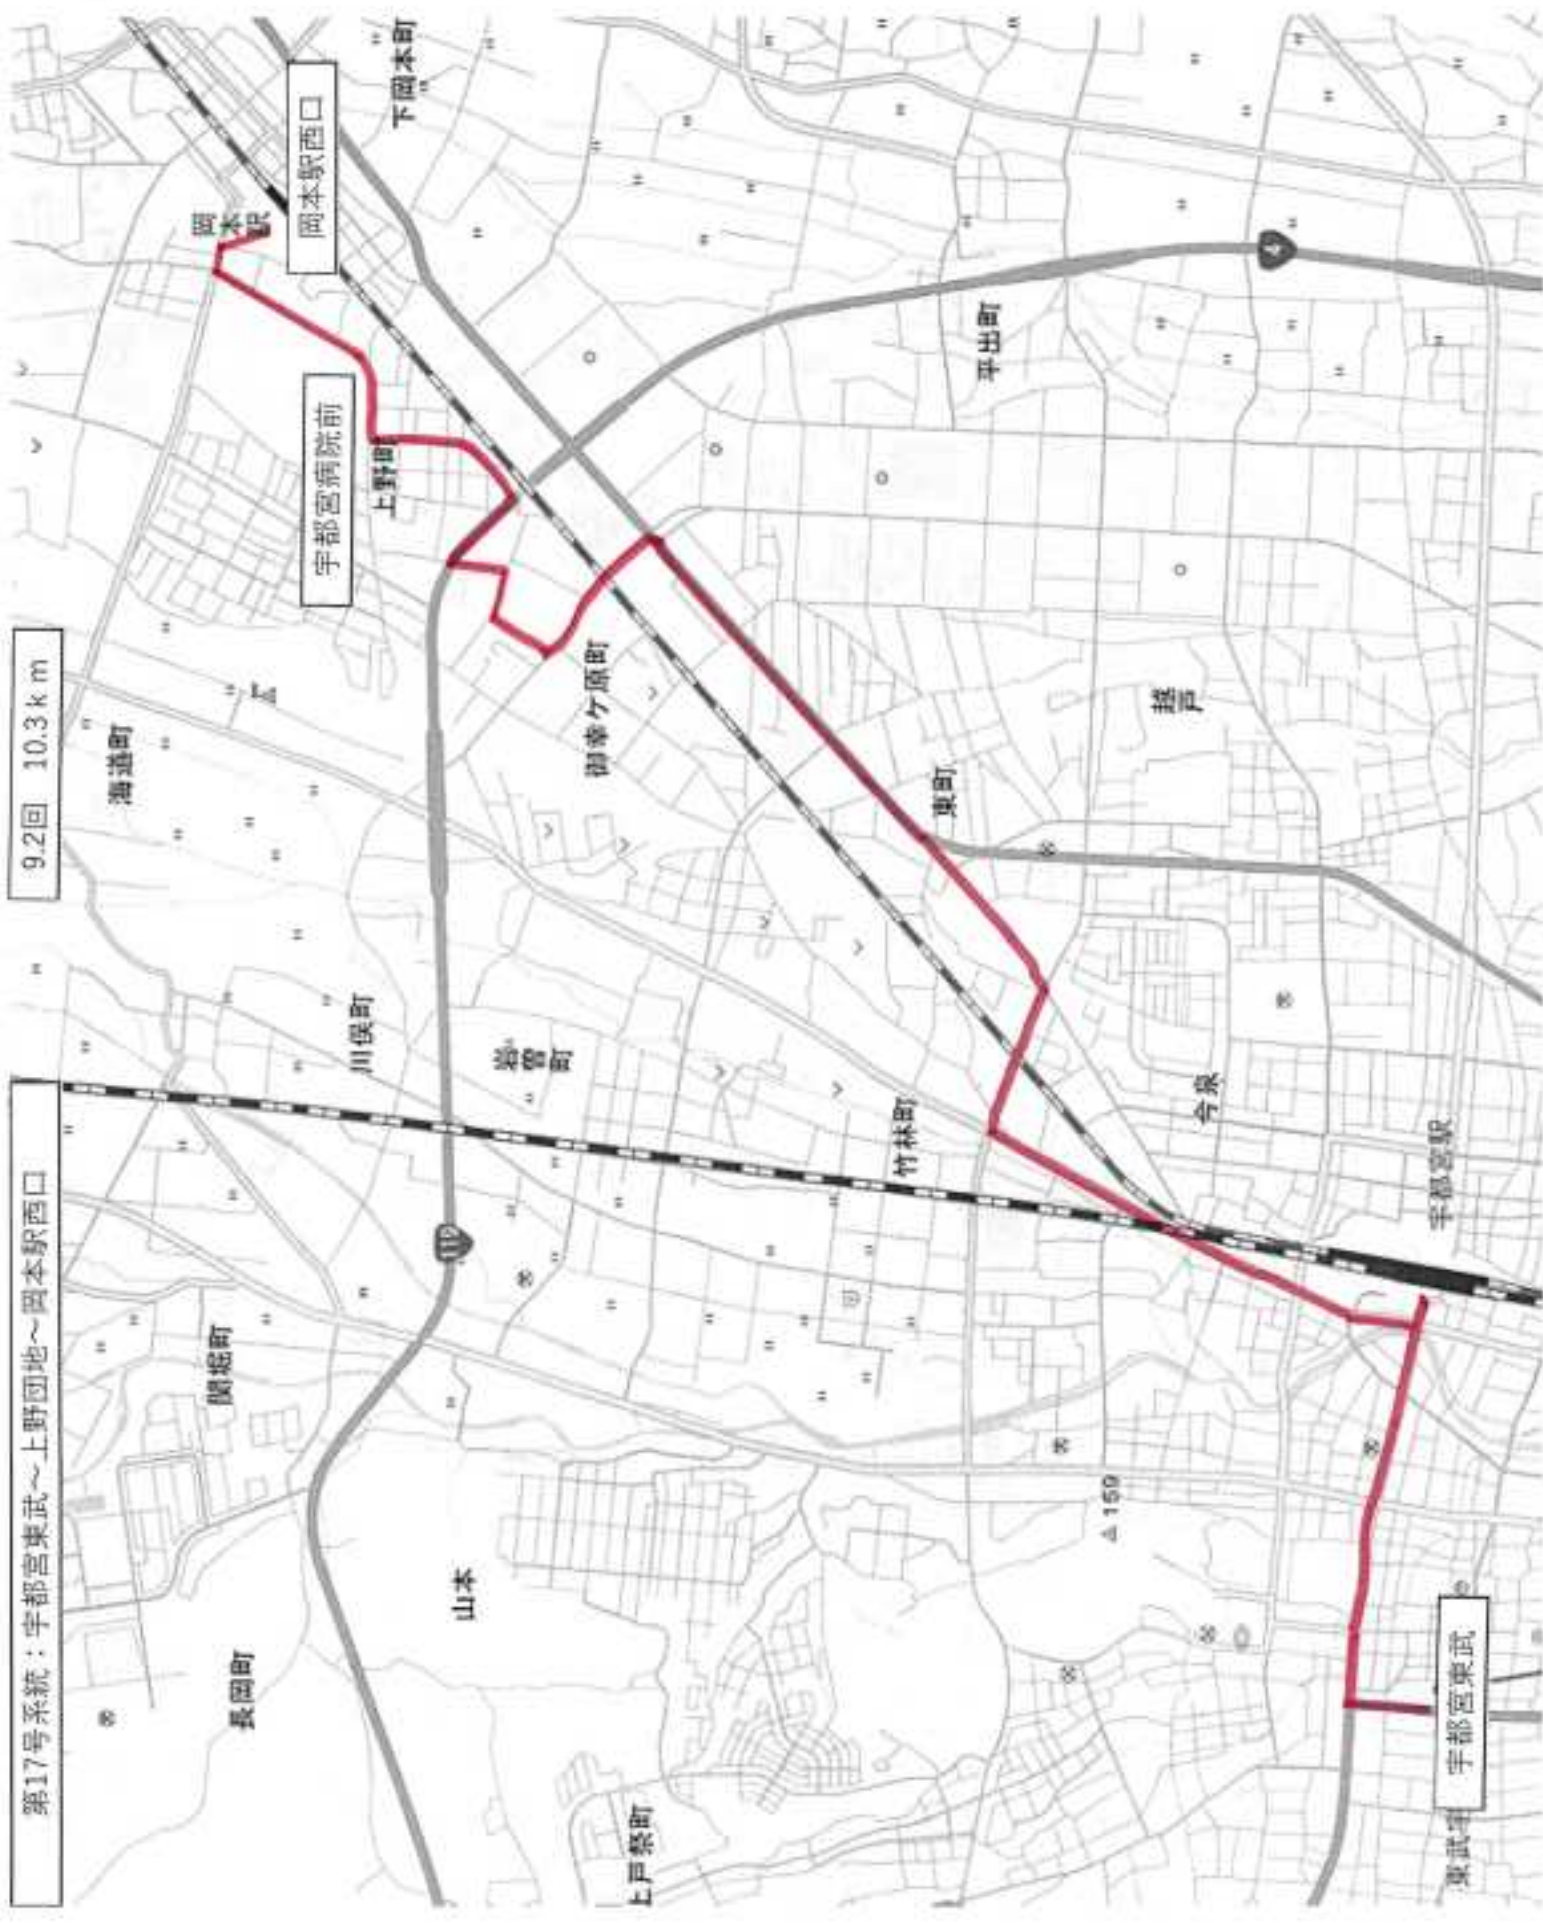 第17号系統：宇都宮東武～上野団地～岡本駅西口
9.2回 10.3ｋｍ
岡本駅
岡本駅西口
下岡本町
宇都宮病院前
上野町
海道町
御幸ケ原町
平出町
4
川俣町
岩曽町
東町
越戸
関堀町
119
竹林町
今泉
宇都宮駅
長岡町
山本
159
上戸祭町
宇都宮東武
東武宇